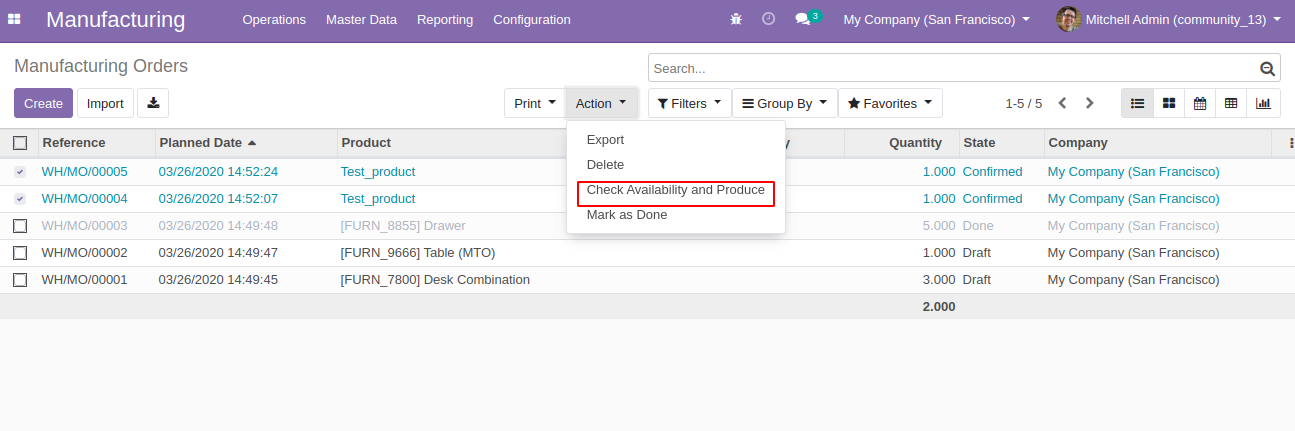 Manufacturing Operations Master Data Reporting Configuration 3 My Company (San Francisco) Mitchell Admin (community_13)
Manufacturing Orders Search...
Create Import Print Action Filters Group By Favorites 1-5 / 5
Reference Planned Date Product y Quantity State Company
Export
Delete
Check Availability and Produce
Mark as Done
WH/MO/00005 03/26/2020 14:52:24 Test_product 1.000 Confirmed My Company (San Francisco)
WH/MO/00004 03/26/2020 14:52:07 Test_product 1.000 Confirmed My Company (San Francisco)
WH/MO/00003 03/26/2020 14:49:48 [FURN_8855] Drawer 5.000 Done My Company (San Francisco)
WH/MO/00002 03/26/2020 14:49:47 [FURN_9666] Table (MTO) 1.000 Draft My Company (San Francisco)
WH/MO/00001 03/26/2020 14:49:45 [FURN_7800] Desk Combination 3.000 Draft My Company (San Francisco)
2.000